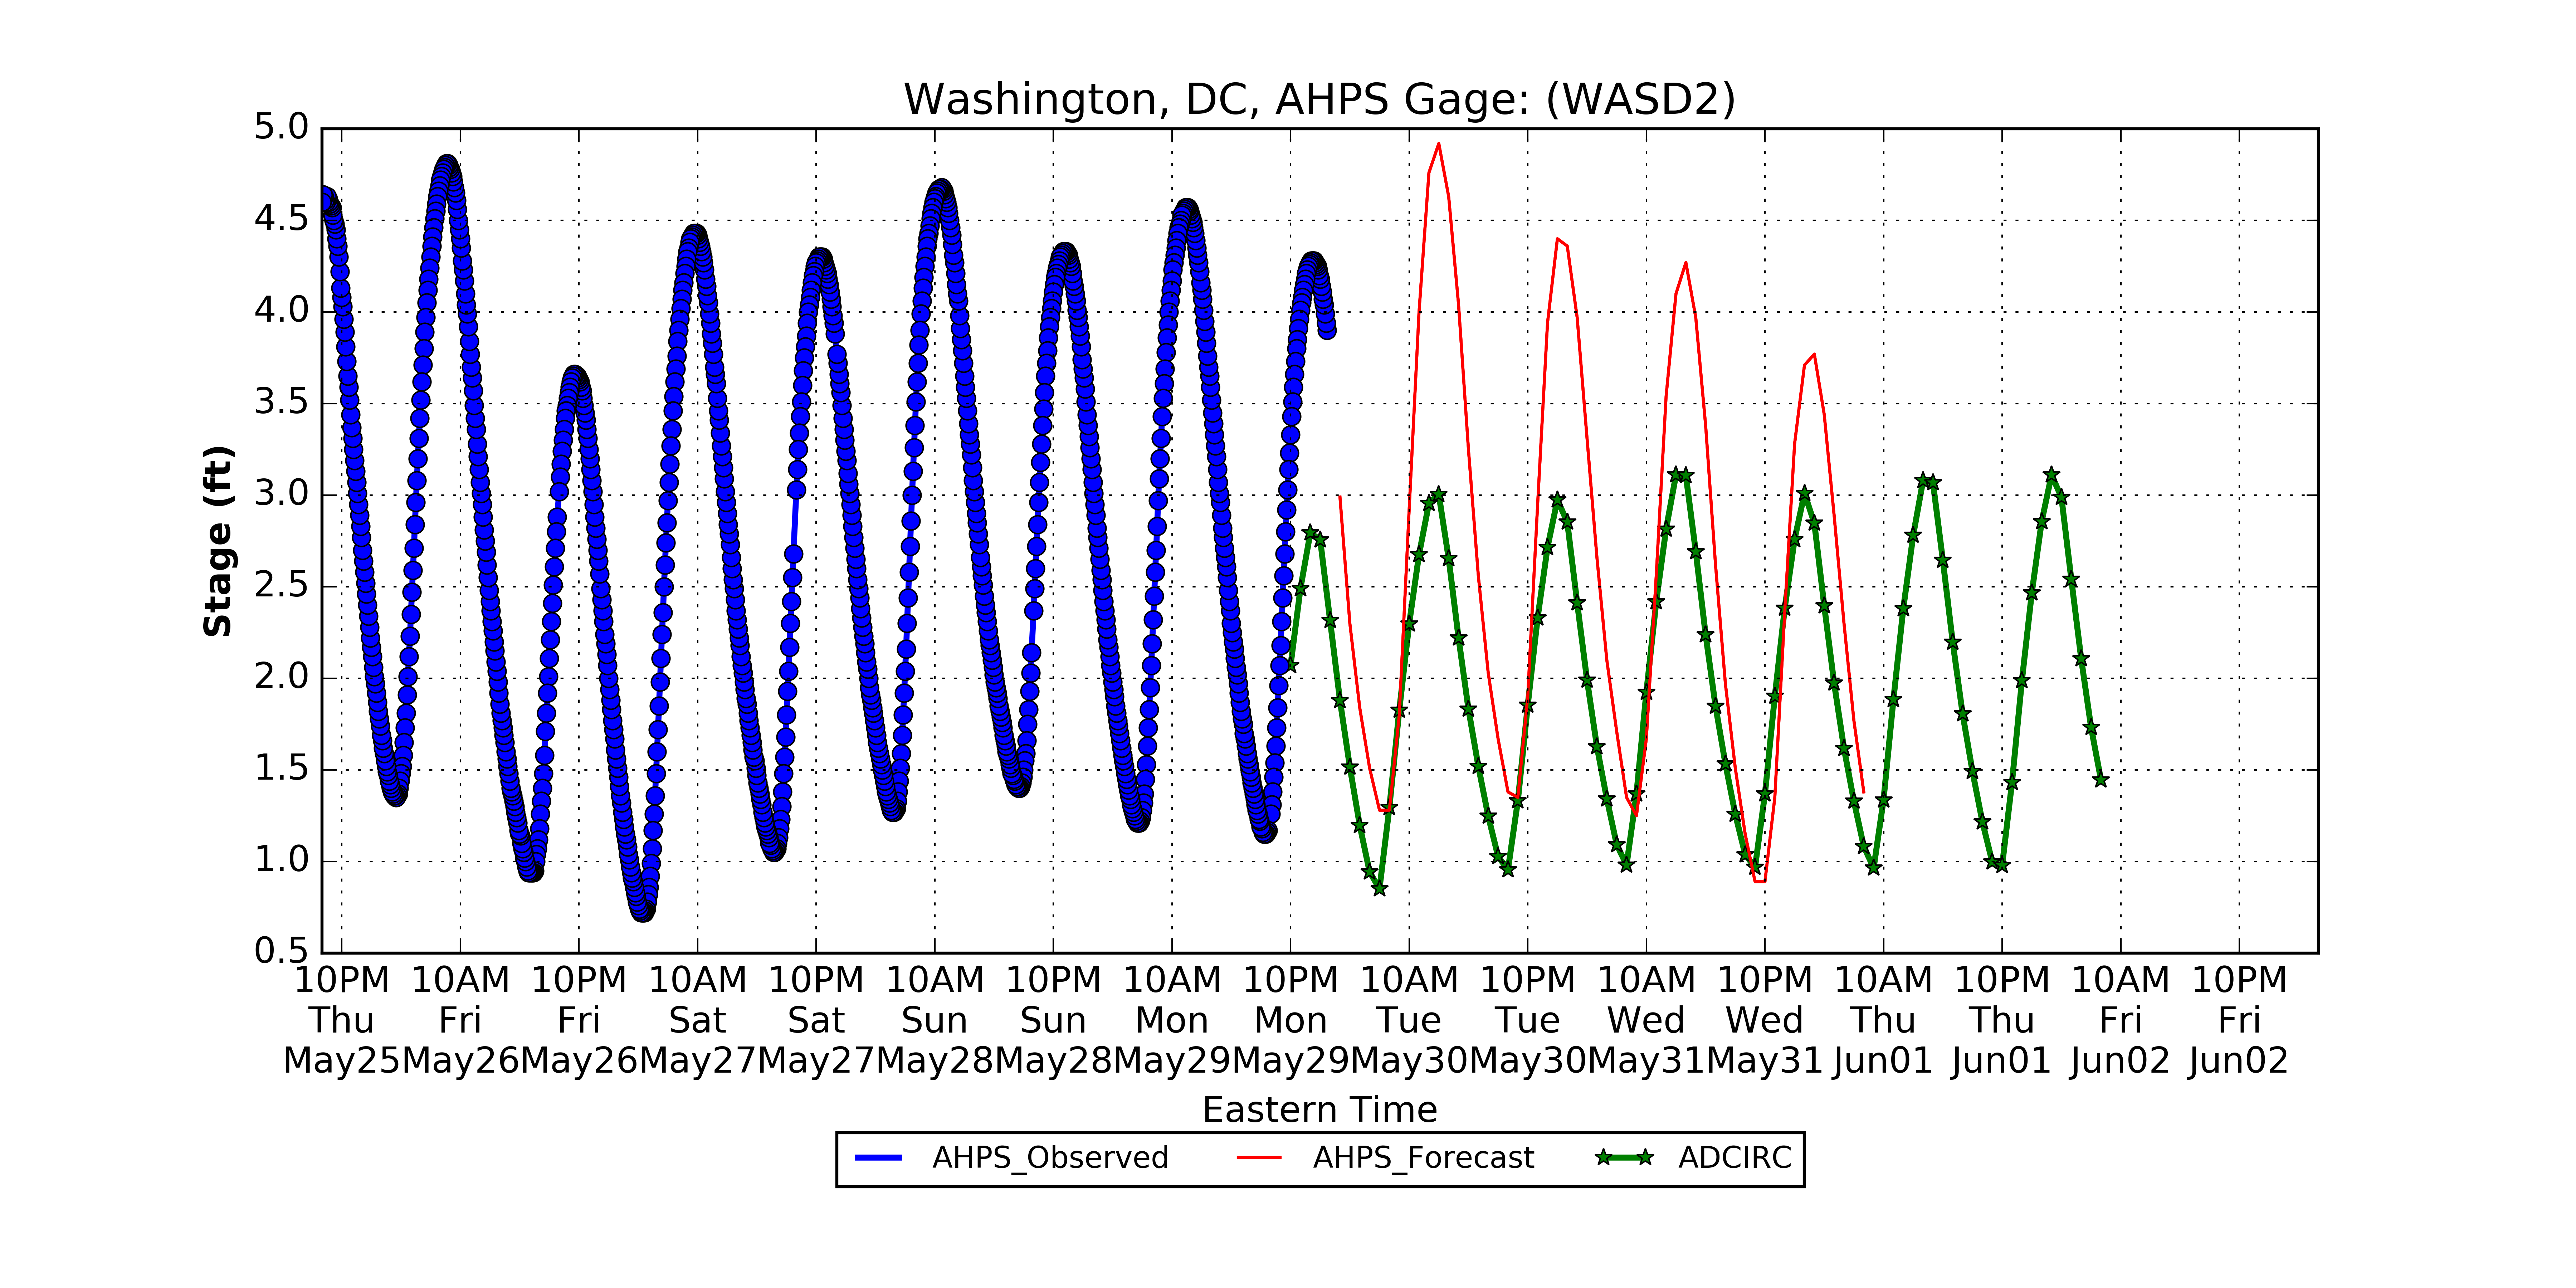 Washington, DC, AHPS Gage: (WASD2)
5.0
4.5
4.0
3.5
3.0
2.5
2.0
1.5
1.0
0.5
Stage (ft)
10PM 10AM 10PM 10AM 10PM 10AM 10PM 10AM 10PM 10AM 10PM 10AM 10PM 10AM 10PM 10AM 10PM
Thu Fri Fri Sat Sat Sun Sun Mon Mon Tue Tue Wed Wed Thu Thu Fri Fri
May25 May26 May26 May27 May27 May28 May28 May29 May29 May30 May30 May31 May31 Jun01 Jun01 Jun02 Jun02
Eastern Time
AHPS_Observed AHPS_Forecast ADCIRC